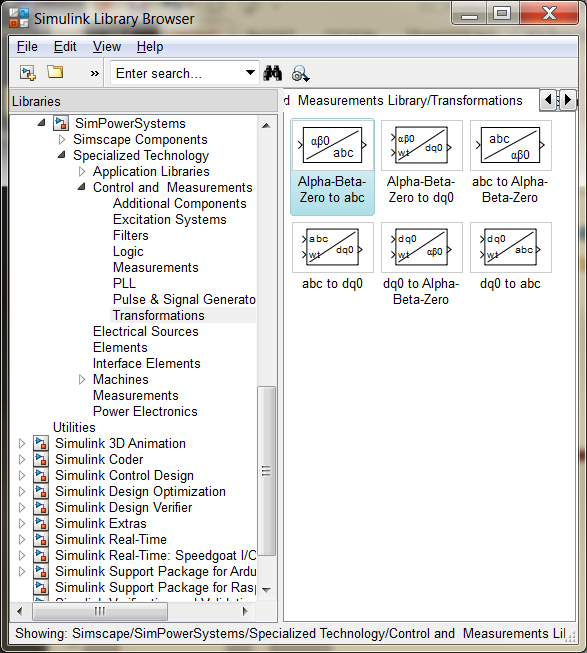 Simulink Library Browser
File Edit View Help
» Enter search...
Libraries
d Measurements Library/Transformations
SimPowerSystems
Simscape Components
Specialized Technology
Application Libraries
Control and Measurements
Additional Components
Excitation Systems
Filters
Logic
Measurements
PLL
Pulse & Signal Generato
Transformations
Electrical Sources
Elements
Interface Elements
Machines
Measurements
Power Electronics
Utilities
Simulink 3D Animation
Simulink Coder
Simulink Control Design
Simulink Design Optimization
Simulink Design Verifier
Simulink Extras
Simulink Real-Time
Simulink Real-Time: Speedgoat I/O
Simulink Support Package for Ardu
Simulink Support Package for Rasp
αβ0
abc
Alpha-Beta-
Zero to abc
αβ0
wt
dq0
Alpha-Beta-
Zero to dq0
abc
αβ0
abc to Alpha-
Beta-Zero
abc
wt
dq0
abc to dq0
dq0
wt
αβ0
dq0 to Alpha-
Beta-Zero
dq0
wt
abc
dq0 to abc
Showing: Simscape/SimPowerSystems/Specialized Technology/Control and Measurements Lil